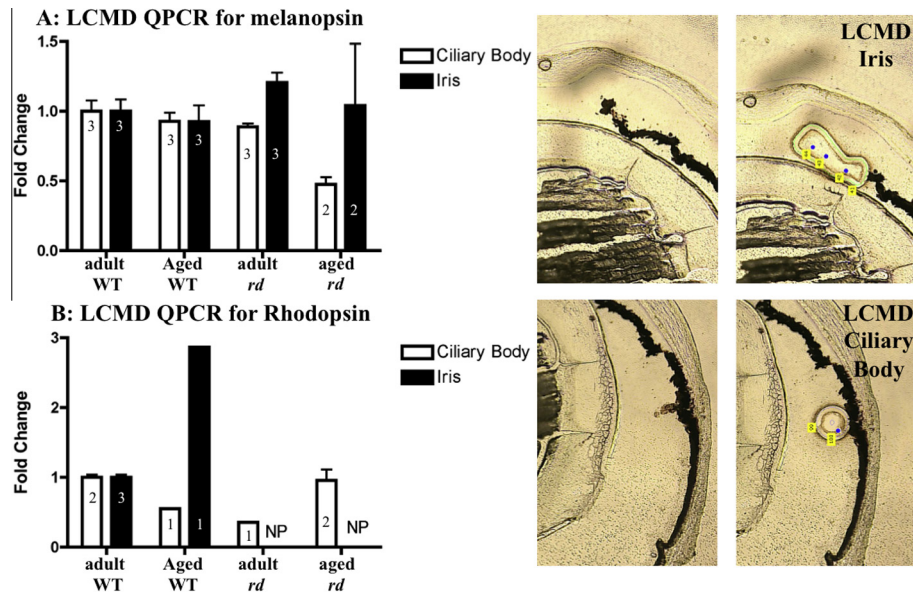 A: LCMD QPCR for melanopsin
Fold Change
1.5
1.0
0.5
0.0
3
3
3
3
3
3
2
2
adult WT
Aged WT
adult rd
aged rd
Ciliary Body
Iris
B: LCMD QPCR for Rhodopsin
Fold Change
3
2
1
0
2
3
1
1
1
NP
2
NP
adult WT
Aged WT
adult rd
aged rd
Ciliary Body
Iris
LCMD
Iris
LCMD
Ciliary
Body